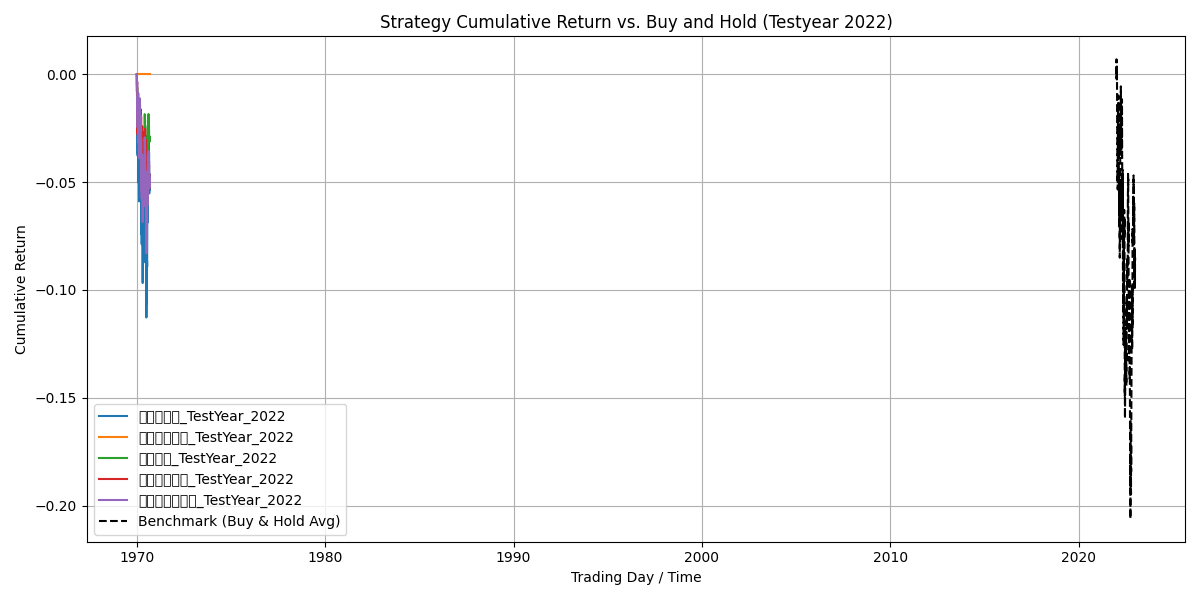 Strategy Cumulative Return vs. Buy and Hold (Testyear 2022)
0.00
−0.05
−0.10
−0.15
−0.20
Cumulative Return
_TestYear_2022
_TestYear_2022
_TestYear_2022
_TestYear_2022
_TestYear_2022
Benchmark (Buy & Hold Avg)
1970
1980
1990
2000
2010
2020
Trading Day / Time